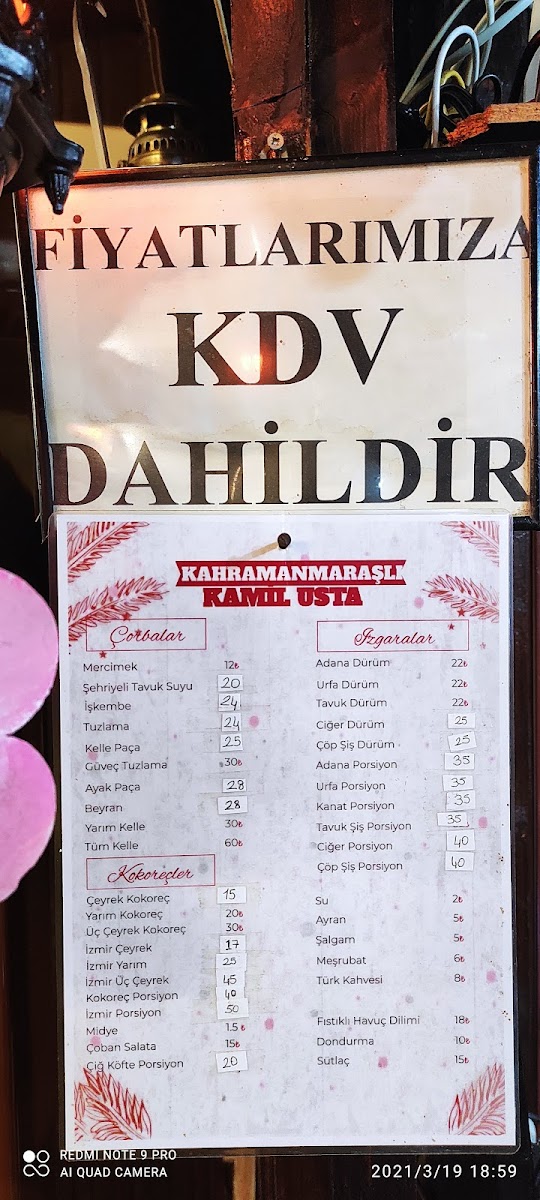 FİYATLARIMIZA
KDV
DAHİLDİR
KAHRAMANMARAŞLI
KAMİL USTA
Çorbalar
Mercimek 12₺
Şehriyeli Tavuk Suyu 20
İşkembe 24
Tuzlama 24
Kelle Paça 25
Güveç Tuzlama 30₺
Ayak Paça 28
Beyran 28
Yarım Kelle 30₺
Tüm Kelle 60₺
Kokoreçler
Çeyrek Kokoreç 15
Yarım Kokoreç 20₺
Üç Çeyrek Kokoreç 30₺
İzmir Çeyrek 17
İzmir Yarım 25
İzmir Üç Çeyrek 45
Kokoreç Porsiyon 40
İzmir Porsiyon 50
Midye 1.5₺
Çoban Salata 15₺
Çiğ Köfte Porsiyon 20
Izgaralar
Adana Dürüm 22₺
Urfa Dürüm 22₺
Tavuk Dürüm 22₺
Ciğer Dürüm 25
Çöp Şiş Dürüm 25
Adana Porsiyon 35
Urfa Porsiyon 35
Kanat Porsiyon 35
Tavuk Şiş Porsiyon 35
Ciğer Porsiyon 40
Çöp Şiş Porsiyon 40
Su 2₺
Ayran 5₺
Şalgam 5₺
Meşrubat 6₺
Türk Kahvesi 8₺
Fıstıklı Havuç Dilimi 18₺
Dondurma 10₺
Sütlaç 15₺
REDMI NOTE 9 PRO
AI QUAD CAMERA
2021/3/19 18:59